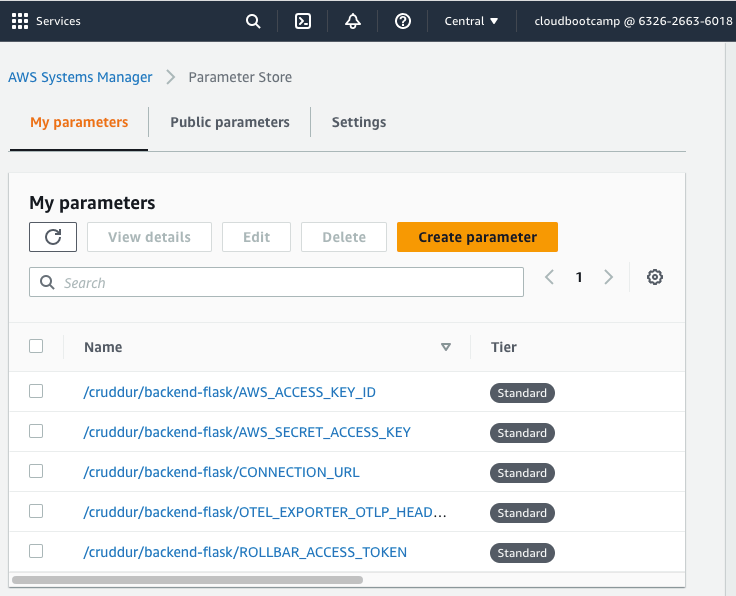 Services Central cloudbootcamp @ 6326-2663-6018
AWS Systems Manager Parameter Store
My parameters Public parameters Settings
My parameters
View details Edit Delete Create parameter
Search 1
Name Tier
/cruddur/backend-flask/AWS_ACCESS_KEY_ID Standard
/cruddur/backend-flask/AWS_SECRET_ACCESS_KEY Standard
/cruddur/backend-flask/CONNECTION_URL Standard
/cruddur/backend-flask/OTEL_EXPORTER_OTLP_HEAD... Standard
/cruddur/backend-flask/ROLLBAR_ACCESS_TOKEN Standard